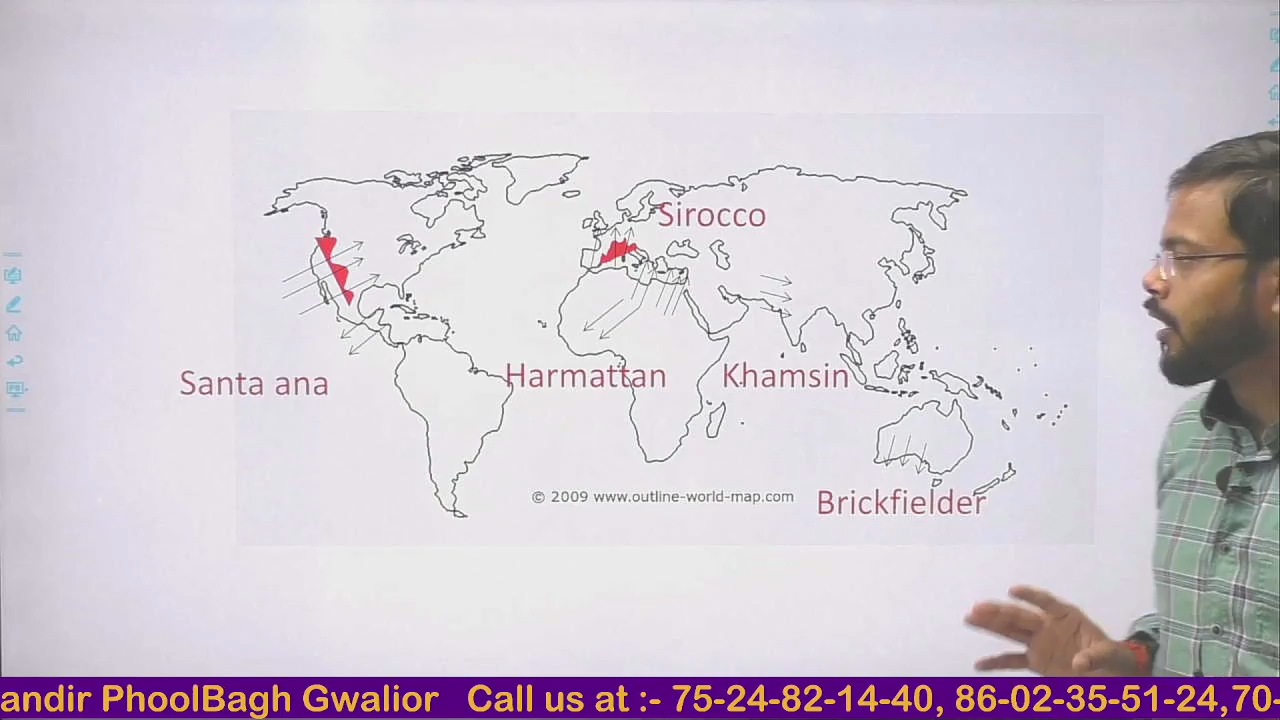 Sirocco
Santa ana
Harmattan
Khamsin
© 2009 www.outline-world-map.com
Brickfielder
andir PhoolBagh Gwalior Call us at :- 75-24-82-14-40, 86-02-35-51-24,70-